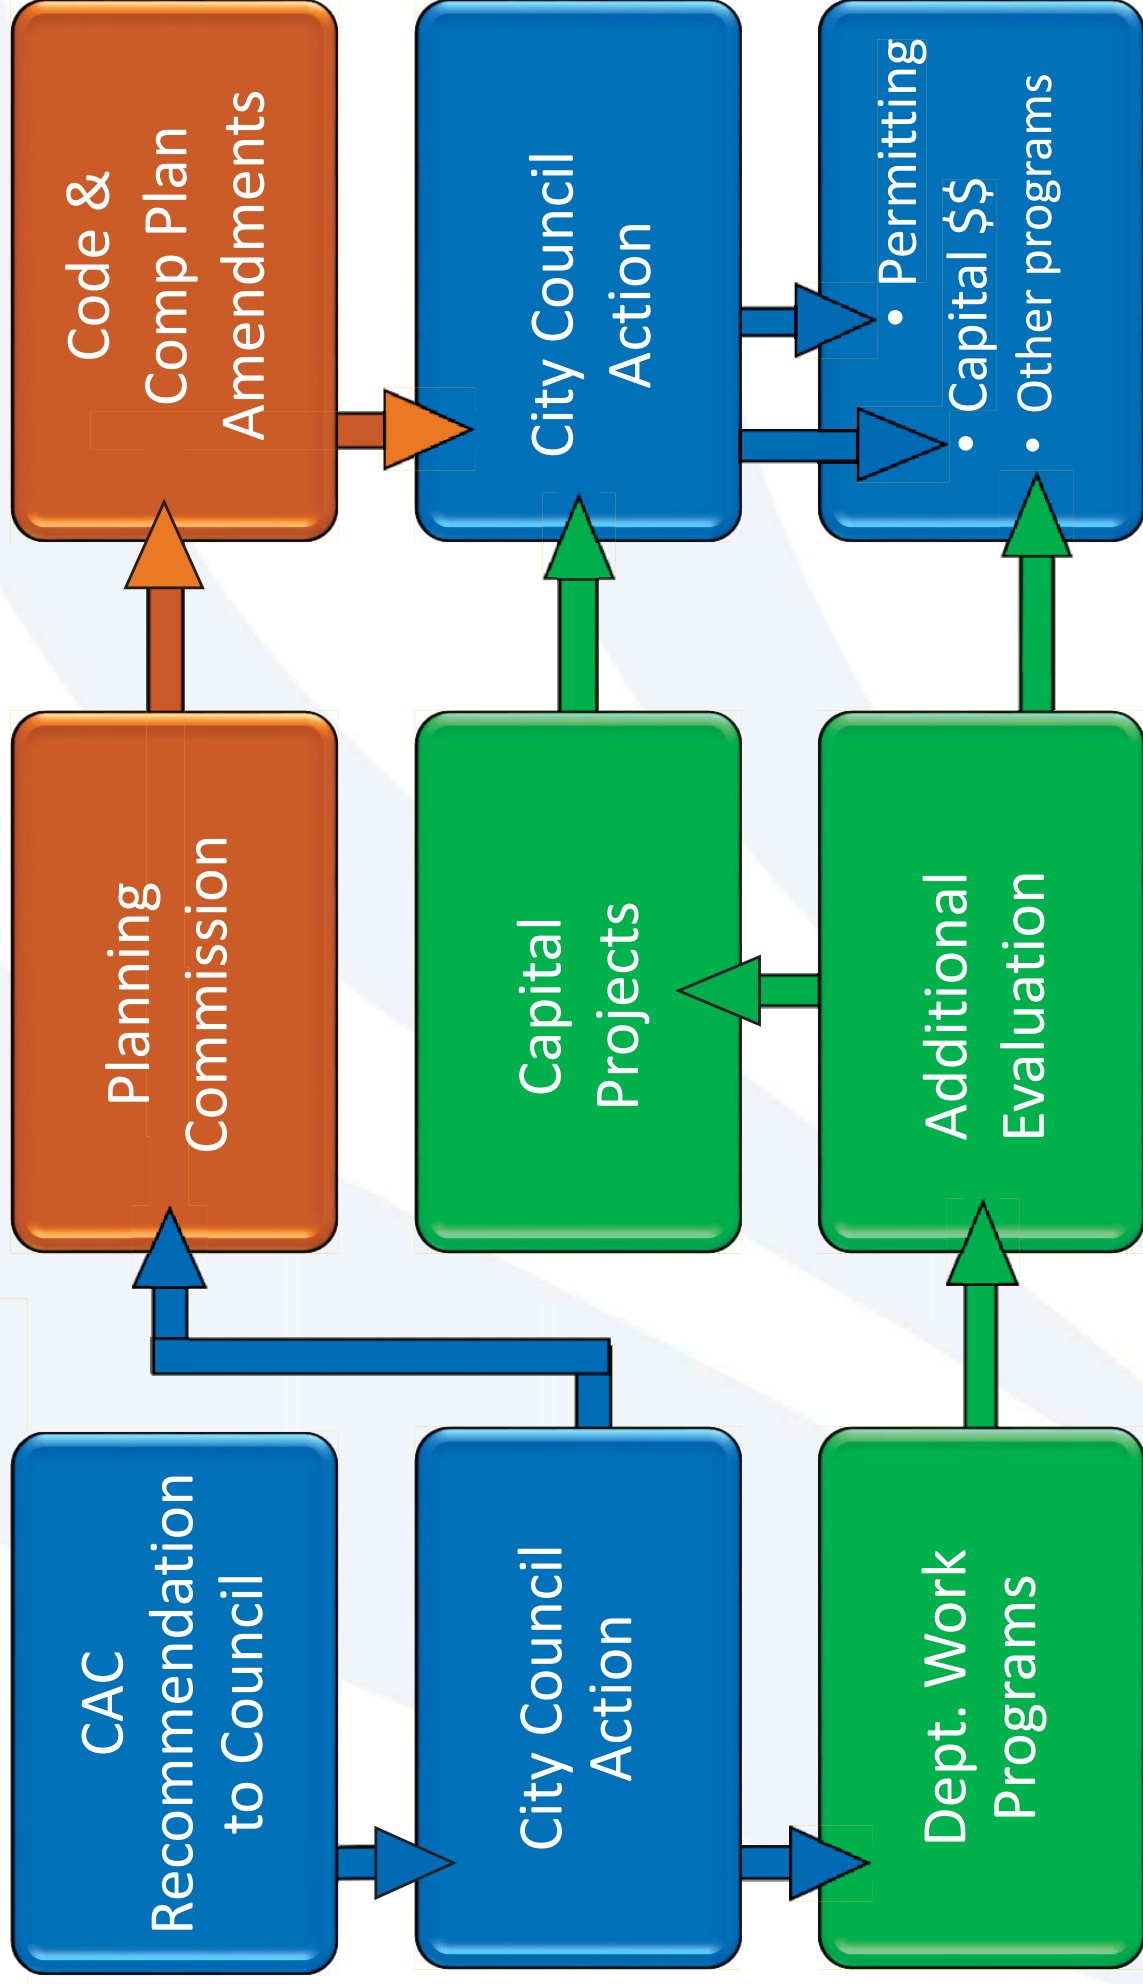 CAC
Recommendation
to Council
Planning
Commission
Code &
Comp Plan
Amendments
City Council
Action
Capital
Projects
City Council
Action
Dept. Work
Programs
Additional
Evaluation
• Permitting
• Capital $$
• Other programs